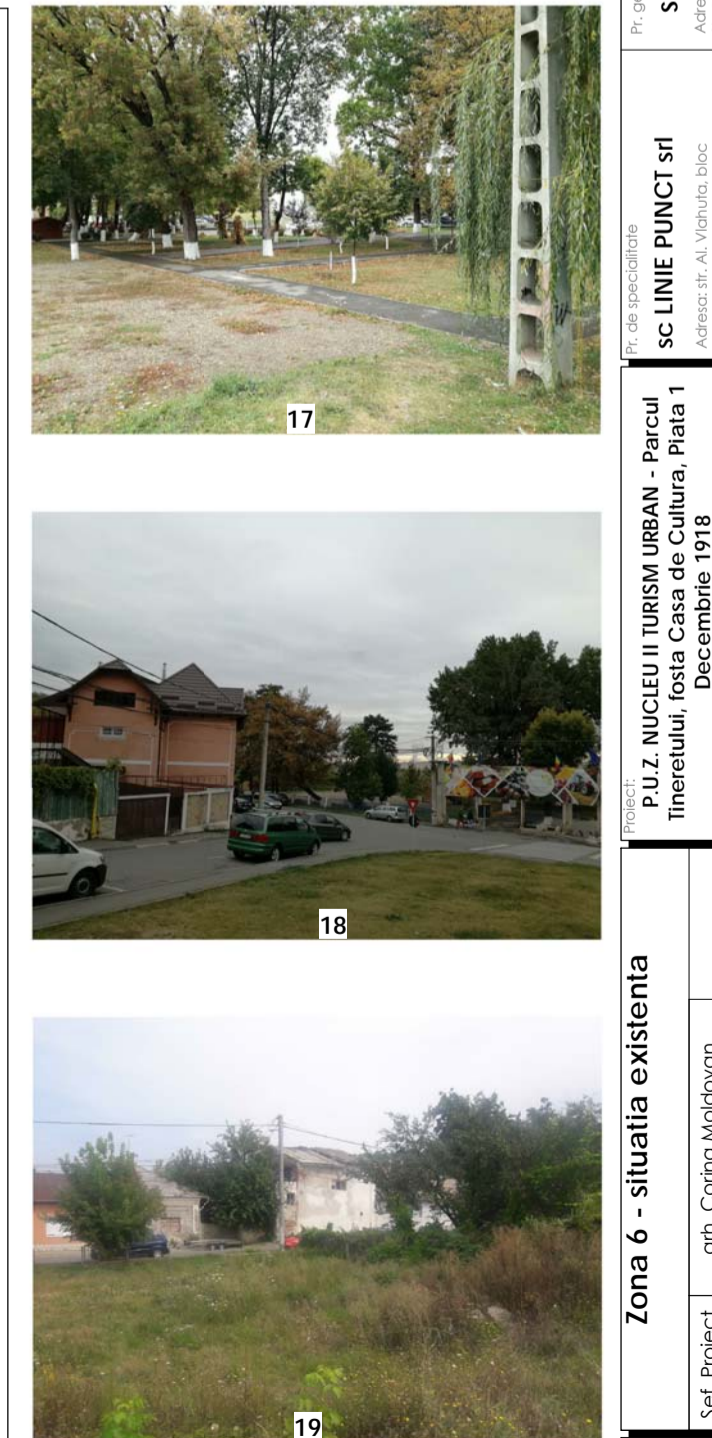 17
18
19
Pr. de specialitate
sc LINIE PUNCT srl
Adresa: str. Al. Vlahuta, bloc
Proiect:
P.U.Z. NUCLEU II TURISM URBAN - Parcul
Tineretului, fosta Casa de Cultura, Piata 1
Decembrie 1918
Zona 6 - situatia existenta
Sef. Proiect
arh. Corina Moldovan